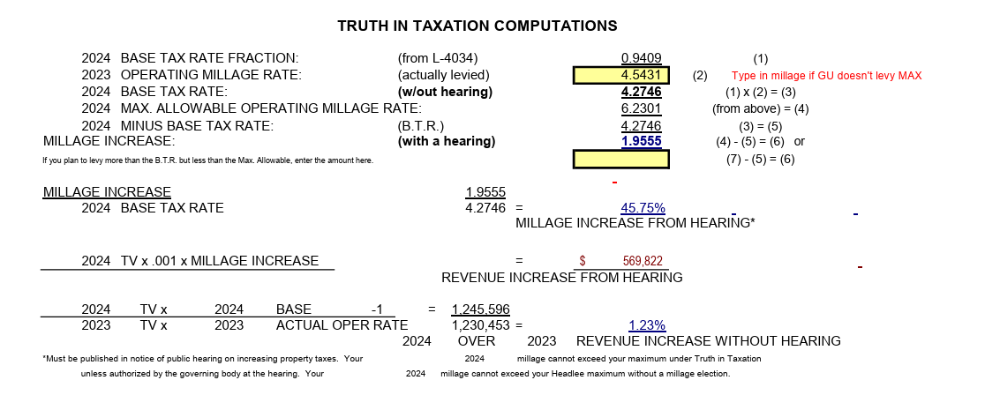 TRUTH IN TAXATION COMPUTATIONS
2024 BASE TAX RATE FRACTION: (from L-4034) 0.9409 (1)
2023 OPERATING MILLAGE RATE: (actually levied) 4.5431 (2) Type in millage if GU doesn't levy MAX
2024 BASE TAX RATE: (w/out hearing) 4.2746 (1) x (2) = (3)
2024 MAX. ALLOWABLE OPERATING MILLAGE RATE: 6.2301 (from above) = (4)
2024 MINUS BASE TAX RATE: (B.T.R.) 4.2746 (3) = (5)
MILLAGE INCREASE: (with a hearing) 1.9555 (4) - (5) = (6) or
If you plan to levy more than the B.T.R. but less than the Max. Allowable, enter the amount here. (7) - (5) = (6)
MILLAGE INCREASE 1.9555
2024 BASE TAX RATE 4.2746 = 45.75%
MILLAGE INCREASE FROM HEARING*
2024 TV x .001 x MILLAGE INCREASE = $ 569,822
REVENUE INCREASE FROM HEARING
2024 TV x 2024 BASE -1 = 1,245,596
2023 TV x 2023 ACTUAL OPER RATE 1,230,453 = 1.23%
2024 OVER 2023 REVENUE INCREASE WITHOUT HEARING
*Must be published in notice of public hearing on increasing property taxes. Your 2024 millage cannot exceed your maximum under Truth in Taxation
unless authorized by the governing body at the hearing. Your 2024 millage cannot exceed your Headlee maximum without a millage election.